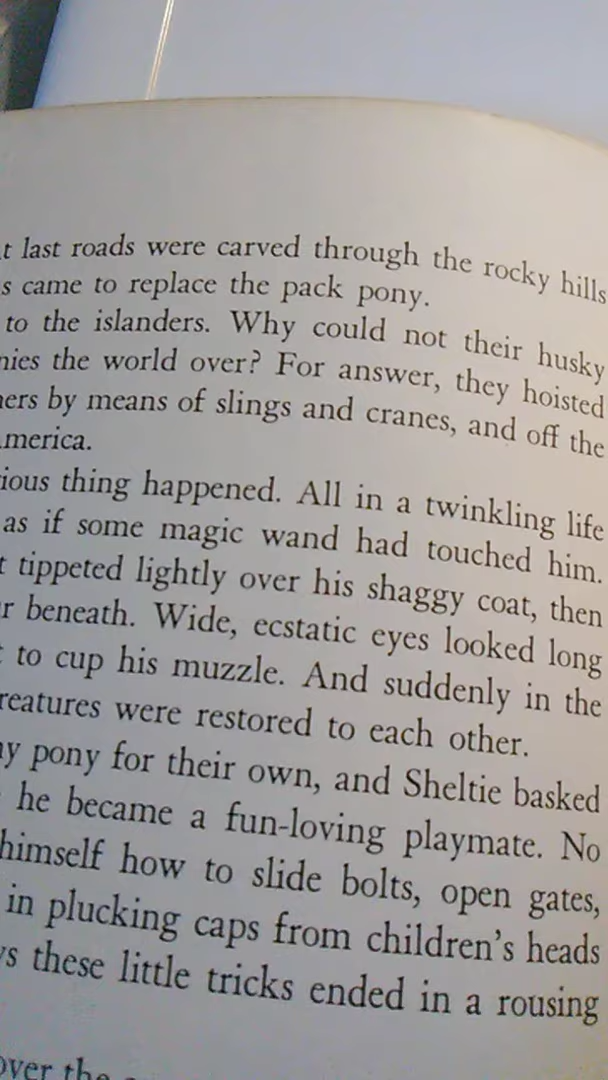 t last roads were carved through the rocky hills
s came to replace the pack pony.
to the islanders. Why could not their husky
nies the world over? For answer, they hoisted
ers by means of slings and cranes, and off the
merica.
ious thing happened. All in a twinkling life
as if some magic wand had touched him.
t tippeted lightly over his shaggy coat, then
r beneath. Wide, ecstatic eyes looked long
to cup his muzzle. And suddenly in the
reatures were restored to each other.
y pony for their own, and Sheltie basked
he became a fun-loving playmate. No
himself how to slide bolts, open gates,
in plucking caps from children's heads
s these little tricks ended in a rousing
over the